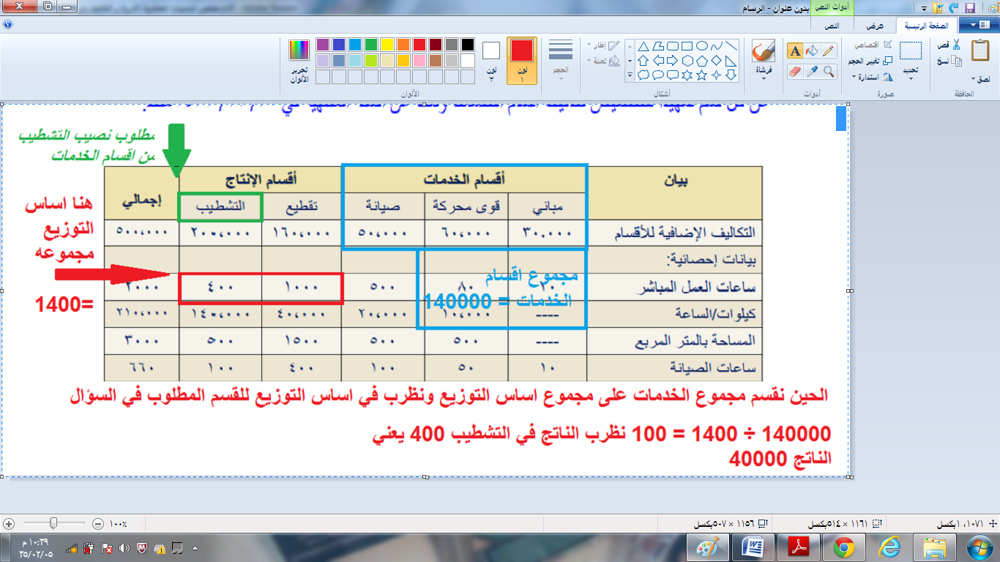 أدوات النص
بدون عنوان - الرسام
الصفحة الرئيسية
عرض
النص
لصق
قص
نسخ
الحافظة
تحديد
اقتصاص
تغيير الحجم
استدارة
صورة
أدوات
فرشاة
أشكال
إطار
تعبئة
الحجم
لون ١
لون ٢
تحرير الألوان
الألوان
مطلوب نصيب التشطيب
من اقسام الخدمات
بيان
أقسام الخدمات
أقسام الإنتاج
إجمالي
مباني
قوى محركة
صيانة
تقطيع
التشطيب
التكاليف الإضافية للأقسام
٣٠,٠٠٠
٦٠,٠٠٠
٥٠,٠٠٠
١٦٠,٠٠٠
٢٠٠,٠٠٠
٥٠٠,٠٠٠
بيانات إحصائية:
ساعات العمل المباشر
٨٠
٥٠٠
١٠٠٠
٤٠٠
٢٠٠٠
كيلوات/الساعة
----
١٠,٠٠٠
٢٠,٠٠٠
٤٠,٠٠٠
١٤٠,٠٠٠
٢١٠,٠٠٠
المساحة بالمتر المربع
----
٥٠٠
٥٠٠
١٥٠٠
٥٠٠
٣٠٠٠
ساعات الصيانة
١٠
٥٠
١٠٠
٤٠٠
١٠٠
٦٦٠
مجموع اقسام
الخدمات = 140000
هنا اساس
التوزيع
مجموعه
=1400
الحين نقسم مجموع الخدمات على مجموع اساس التوزيع ونظرب في اساس التوزيع للقسم المطلوب في السؤال
140000 ÷ 1400 = 100 نظرب الناتج في التشطيب 400 يعني
الناتج 40000
١٠٧١، ١بكسل
١١٦١ × ٥١٤بكسل
١١٥٦ × ٥٠٧بكسل
١٠٠٪
١٠:٣٩ م
٣٥/٠٢/٠٥